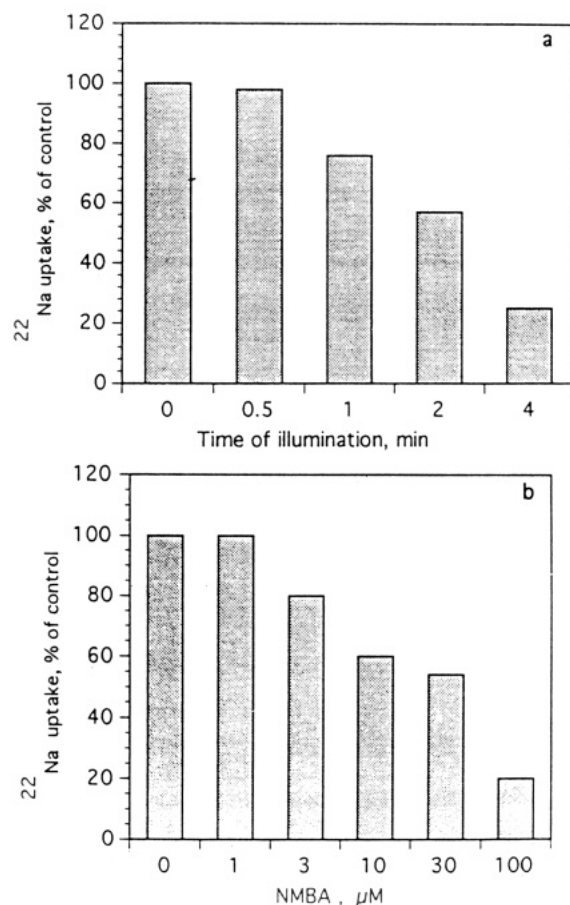 a
120
100
80
60
40
20
0
22 Na uptake, % of control
0 0.5 1 2 4
Time of illumination, min
b
120
100
80
60
40
20
0
22 Na uptake, % of control
0 1 3 10 30 100
NMBA , µM